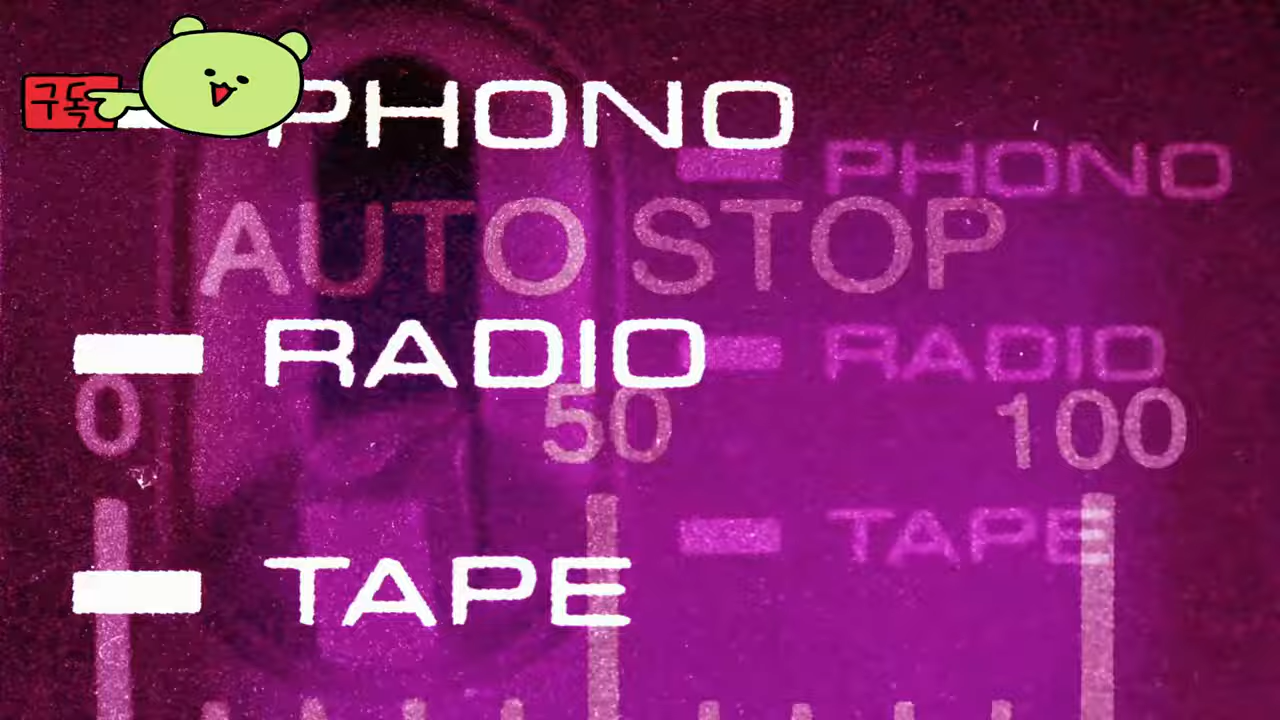 구독
PHONO
PHONO
AUTO STOP
RADIO
RADIO
0 50 100
TAPE
TAPE